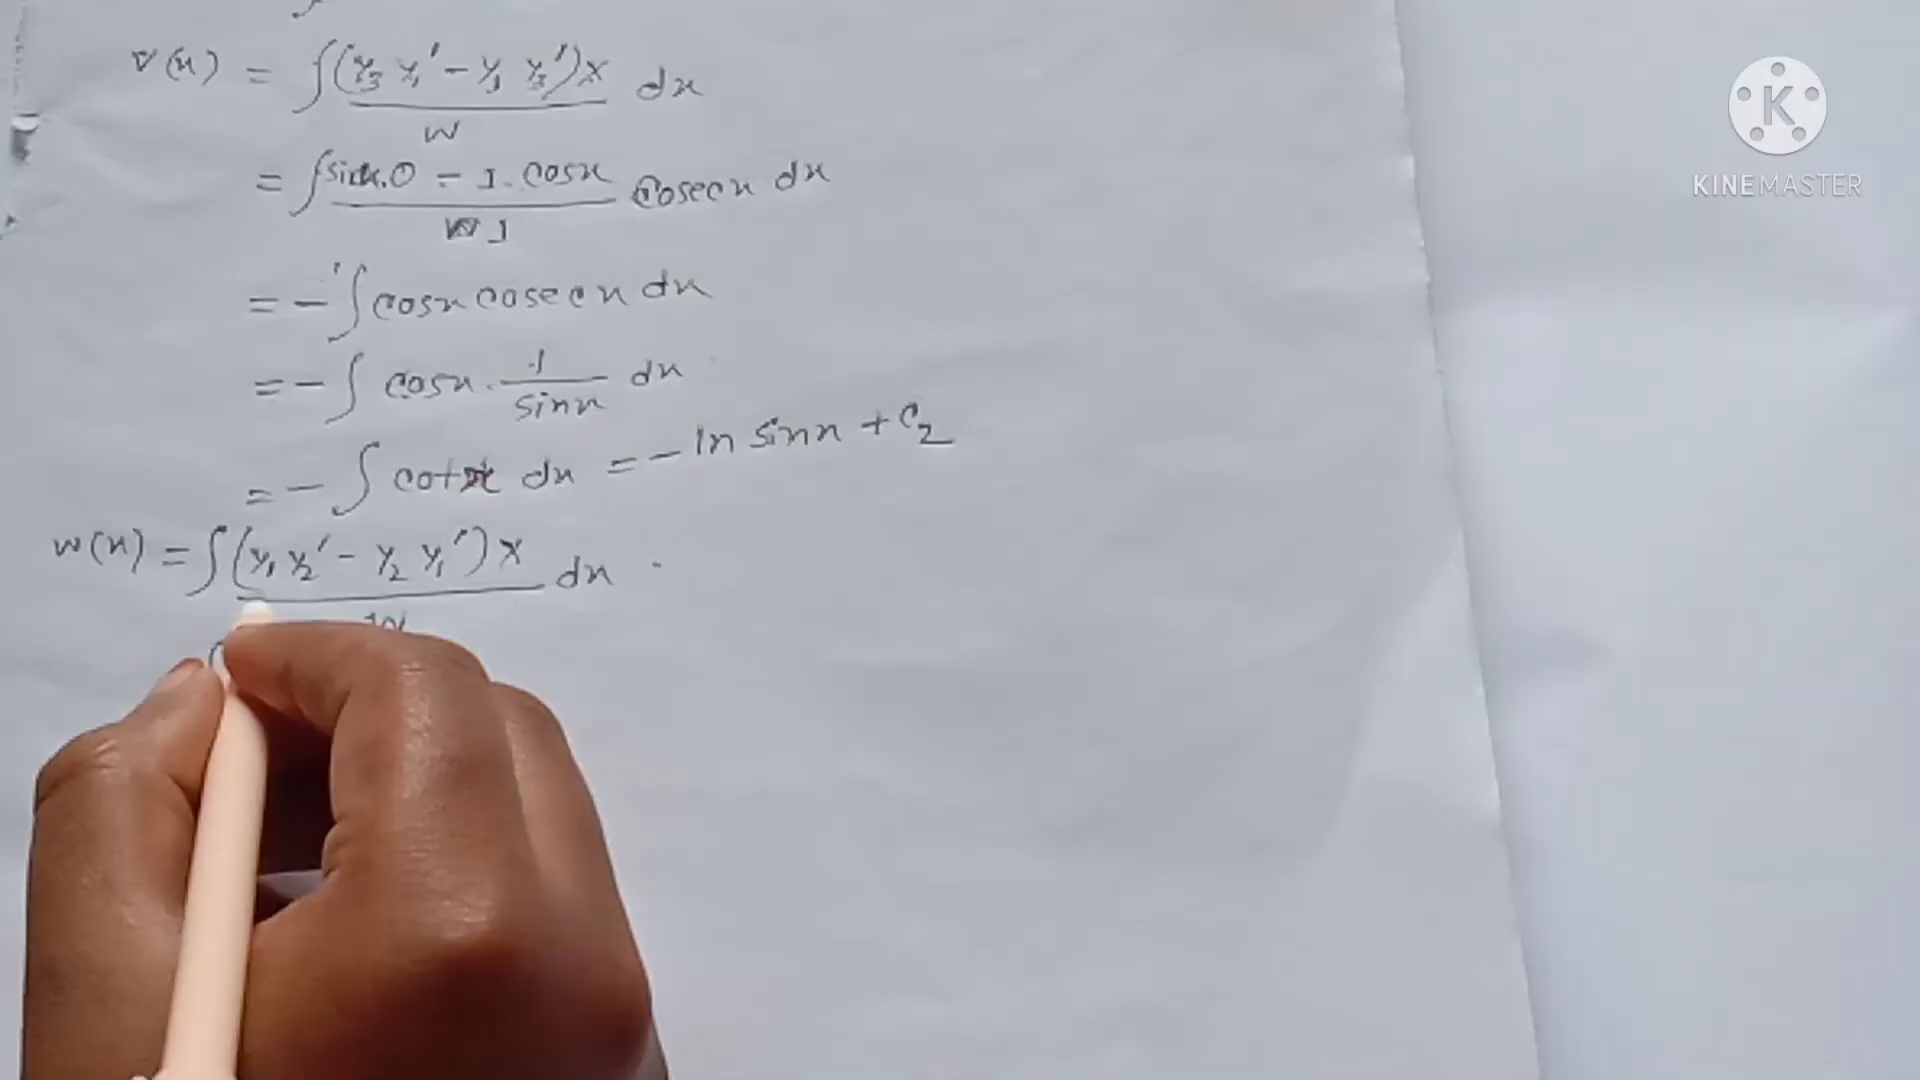 v(x) = ∫ (y₃ y₁' - y₁ y₃')X / W dx
= ∫ sinx.0 - 1.cosx / 1 cosecx dx
= - ∫ cosx cosecx dx
= - ∫ cosx . 1/sinx dx
= - ∫ cotx dx = - ln sinx + c₂
w(x) = ∫ (y₁ y₂' - y₂ y₁')X / W dx
K
KINEMASTER